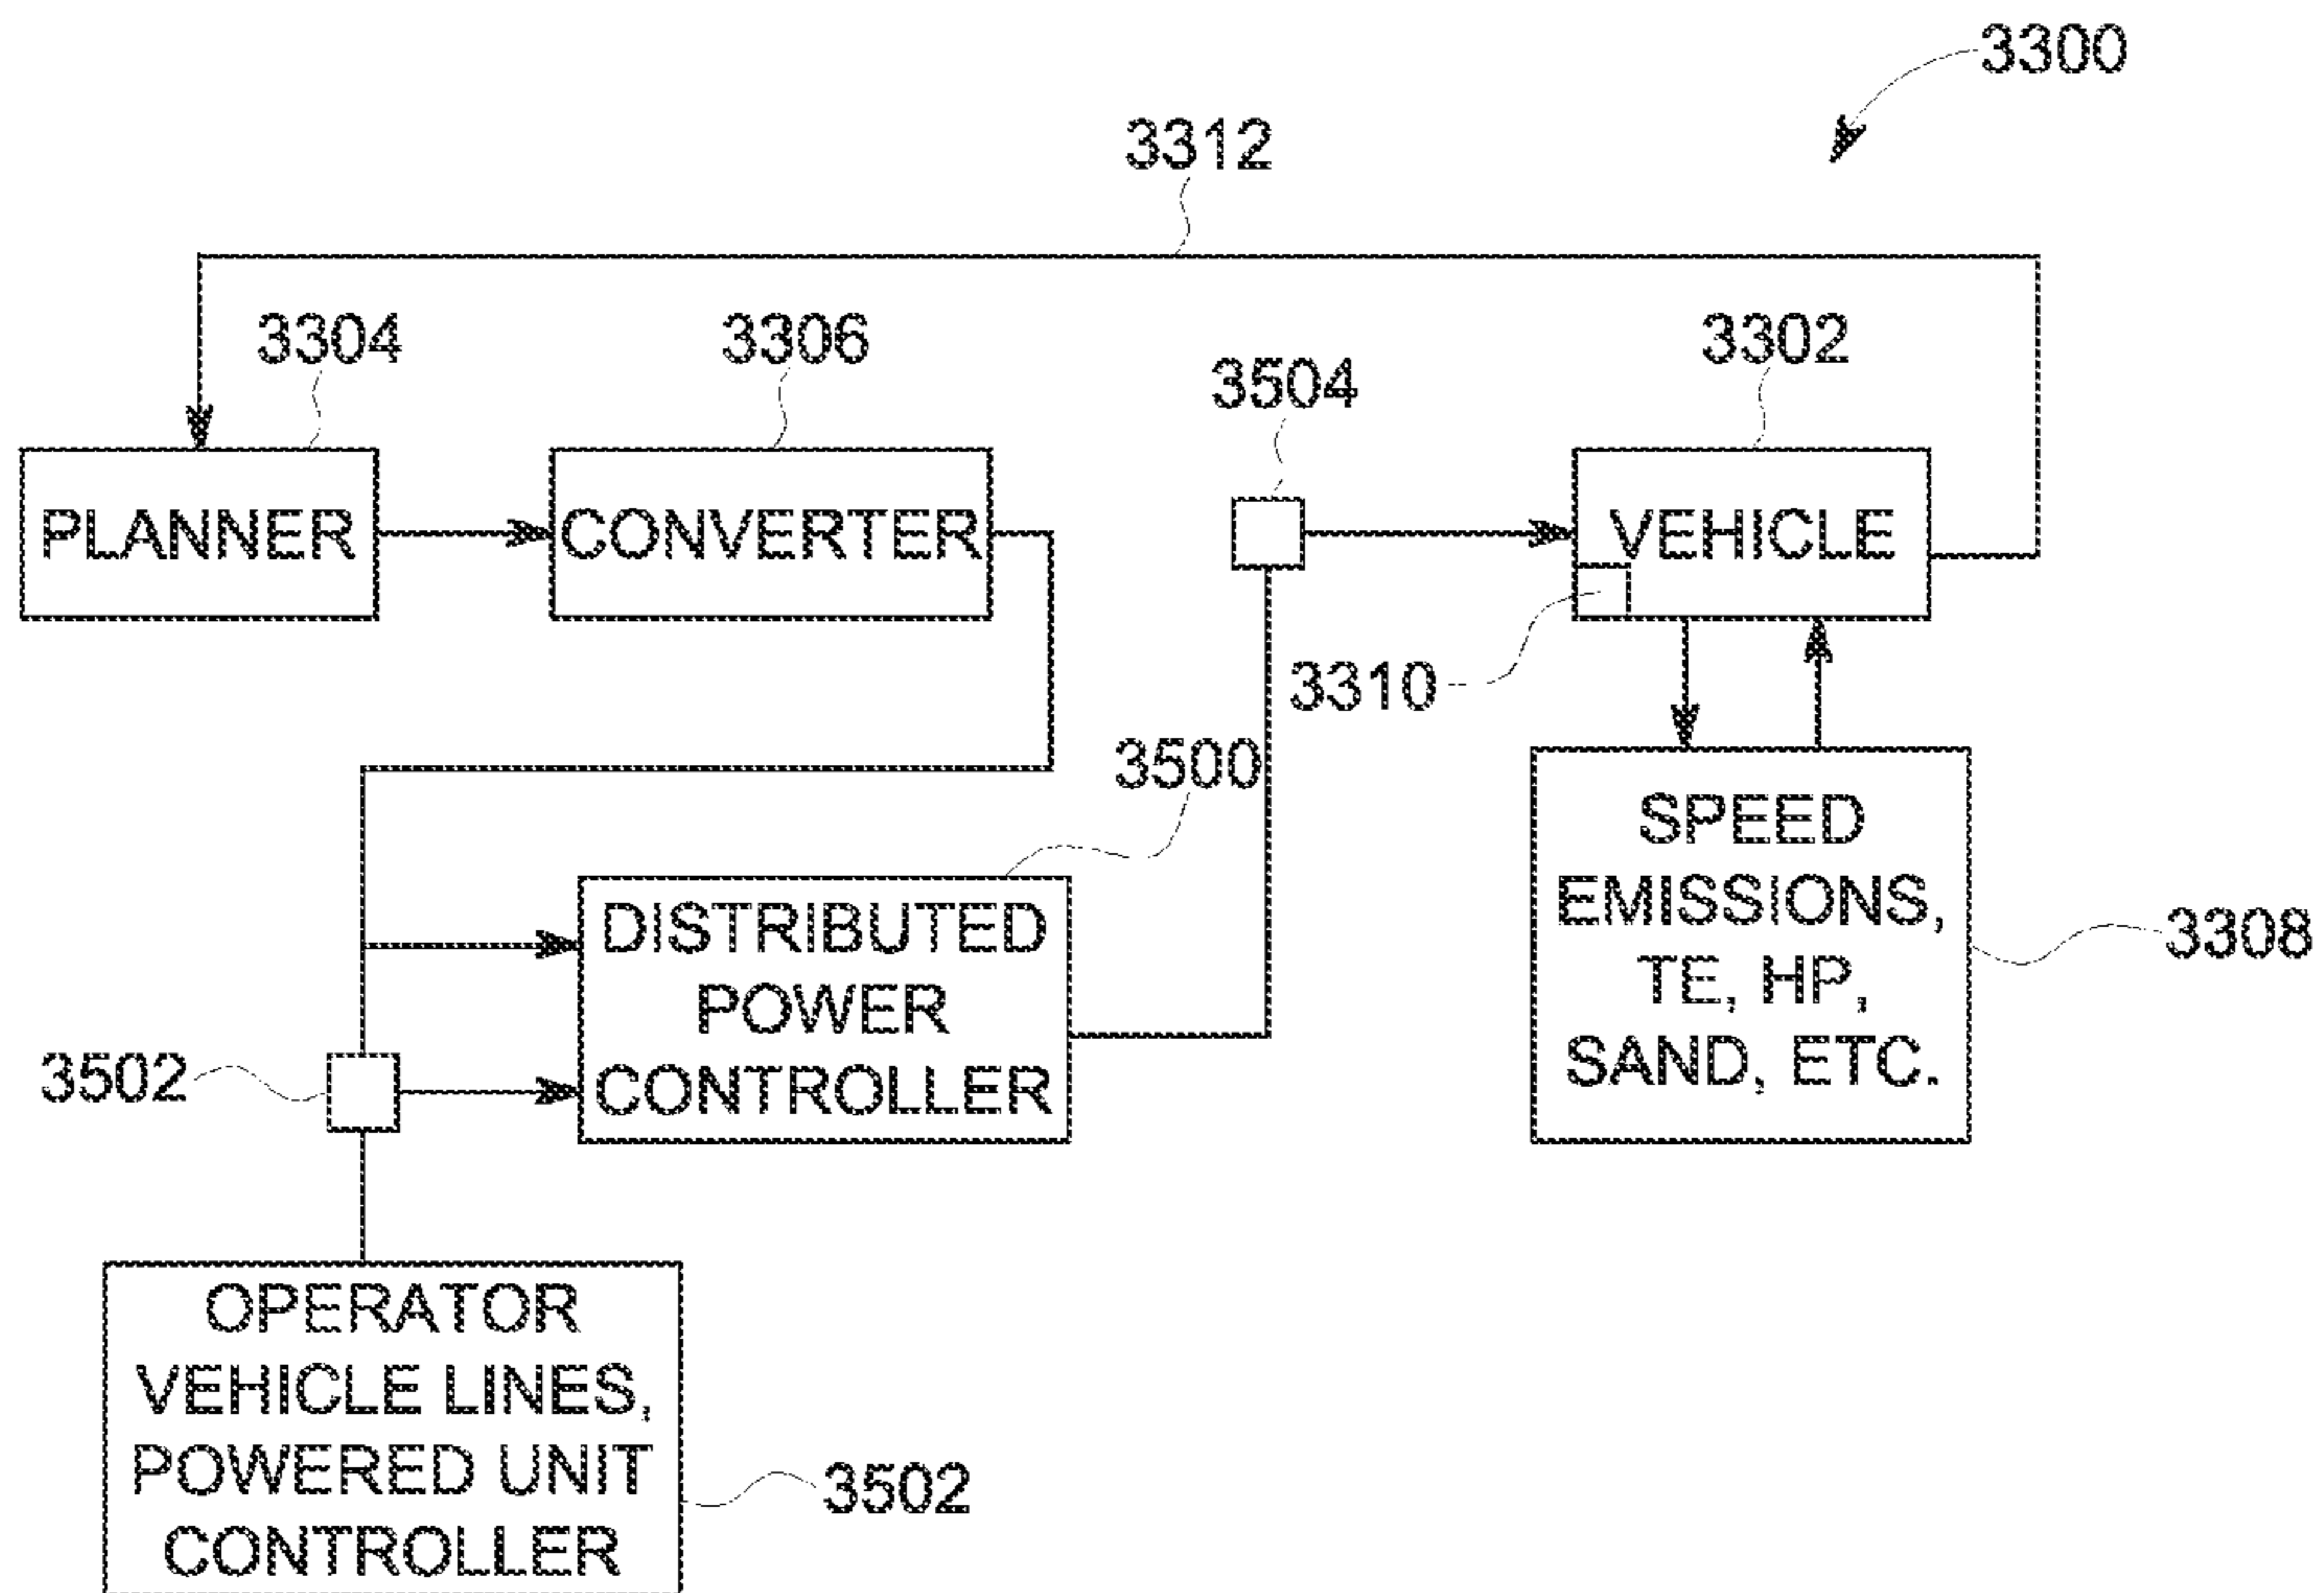 3300
3312
3304
3306
3504
3302
PLANNER
CONVERTER
VEHICLE
3310
3500
SPEED
EMISSIONS,
TE, HP,
SAND, ETC.
3308
DISTRIBUTED
POWER
CONTROLLER
3502
OPERATOR
VEHICLE LINES,
POWERED UNIT
CONTROLLER
3502